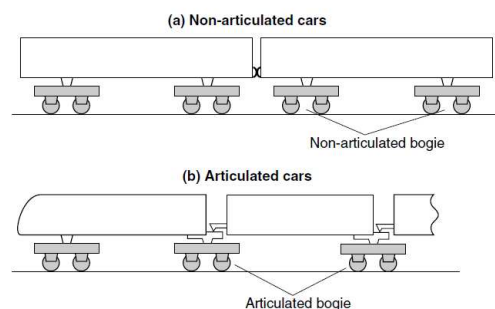 (a) Non-articulated cars
Non-articulated bogie
(b) Articulated cars
Articulated bogie